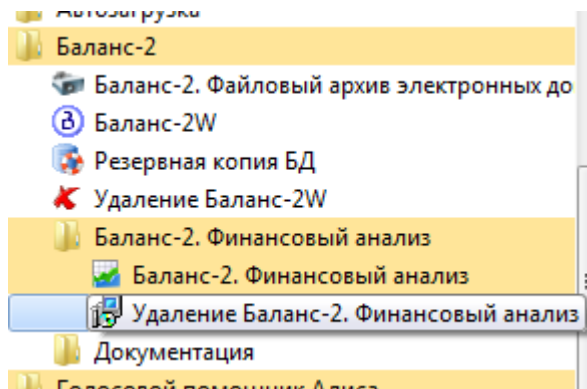 Автозагрузка
Баланс-2
Баланс-2. Файловый архив электронных до
Баланс-2W
Резервная копия БД
Удаление Баланс-2W
Баланс-2. Финансовый анализ
Баланс-2. Финансовый анализ
Удаление Баланс-2. Финансовый анализ
Документация
Голосовой помощник Алиса